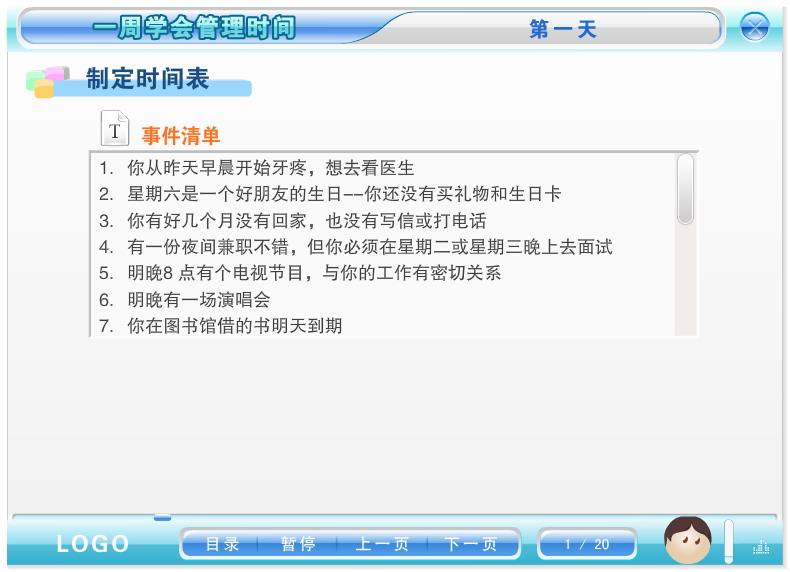 一周学会管理时间
第一天
制定时间表
T
事件清单
1. 你从昨天早晨开始牙疼，想去看医生
2. 星期六是一个好朋友的生日--你还没有买礼物和生日卡
3. 你有好几个月没有回家，也没有写信或打电话
4. 有一份夜间兼职不错，但你必须在星期二或星期三晚上去面试
5. 明晚8 点有个电视节目，与你的工作有密切关系
6. 明晚有一场演唱会
7. 你在图书馆借的书明天到期
LOGO
目录 暂停 上一页 下一页
1 / 20